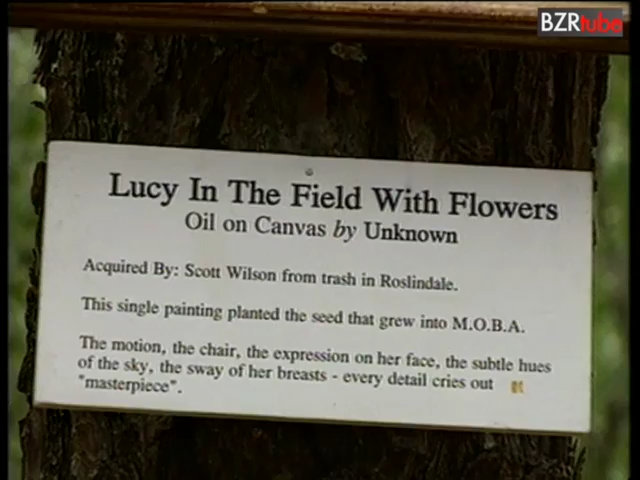 BZRtube
Lucy In The Field With Flowers
Oil on Canvas by Unknown
Acquired By: Scott Wilson from trash in Roslindale.
This single painting planted the seed that grew into M.O.B.A.
The motion, the chair, the expression on her face, the subtle hues
of the sky, the sway of her breasts - every detail cries out
"masterpiece".